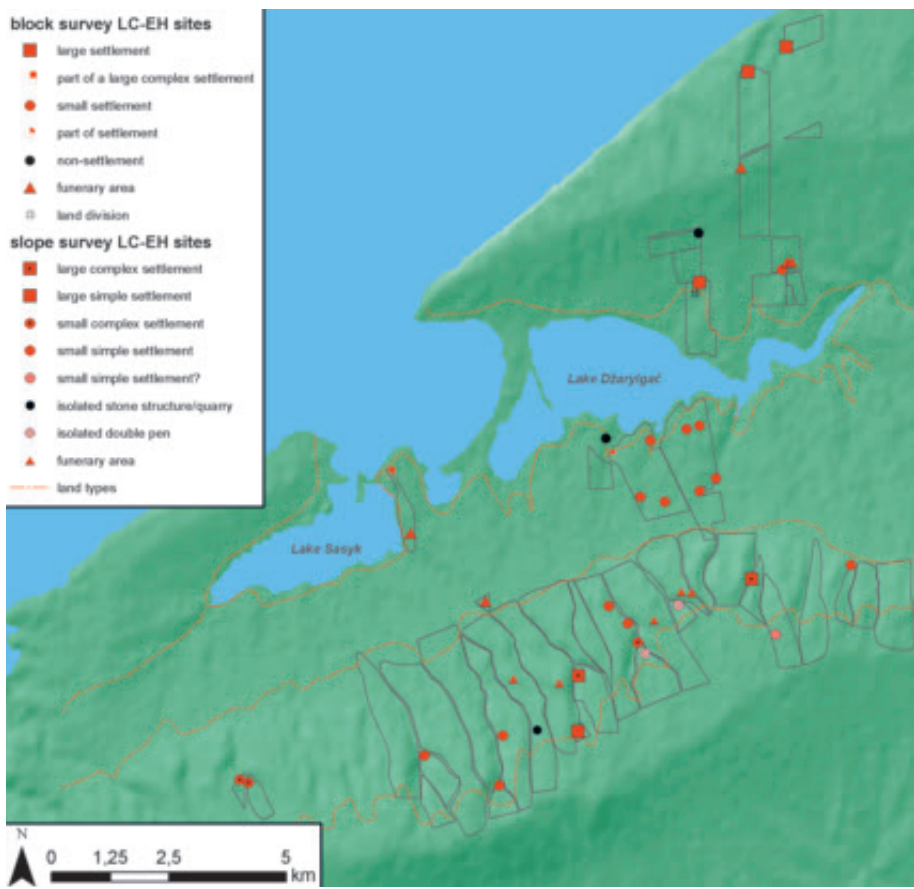 block survey LC-EH sites
large settlement
part of a large complex settlement
small settlement
part of settlement
non-settlement
funerary area
land division
slope survey LC-EH sites
large complex settlement
large simple settlement
small complex settlement
small simple settlement
small simple settlement?
isolated stone structure/quarry
isolated double pen
funerary area
land types
Lake Džarylgač
Lake Sasyk
N
0 1,25 2,5 5
km